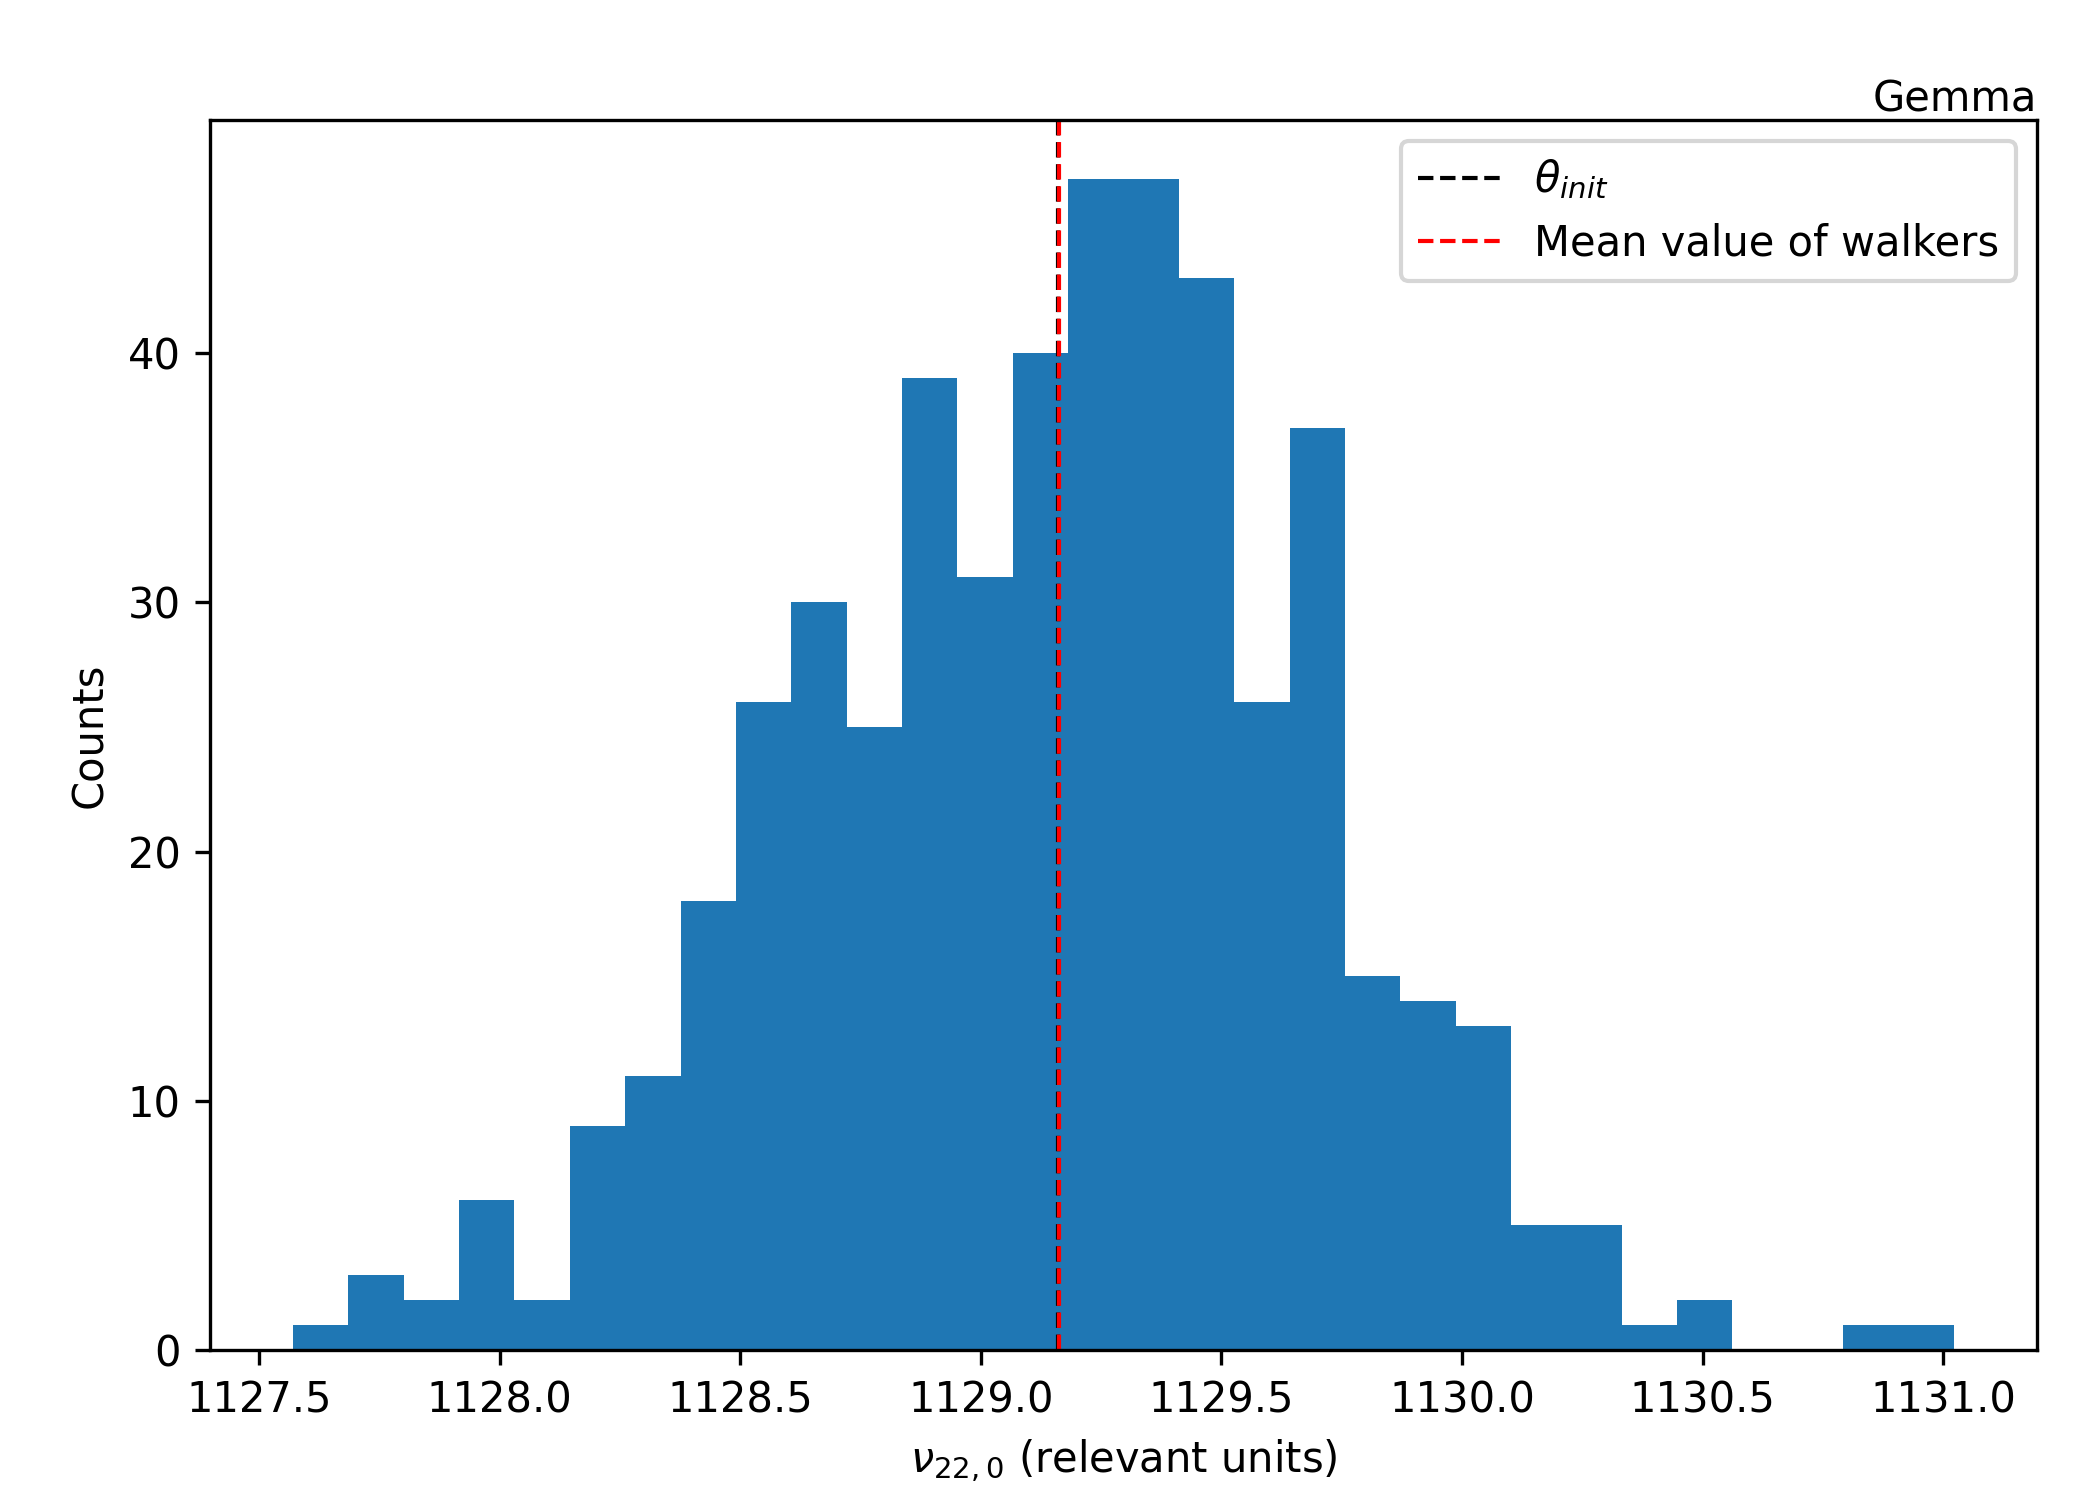 Gemma
θinit
Mean value of walkers
40
30
20
10
0
Counts
1127.5 1128.0 1128.5 1129.0 1129.5 1130.0 1130.5 1131.0
ν22, 0 (relevant units)